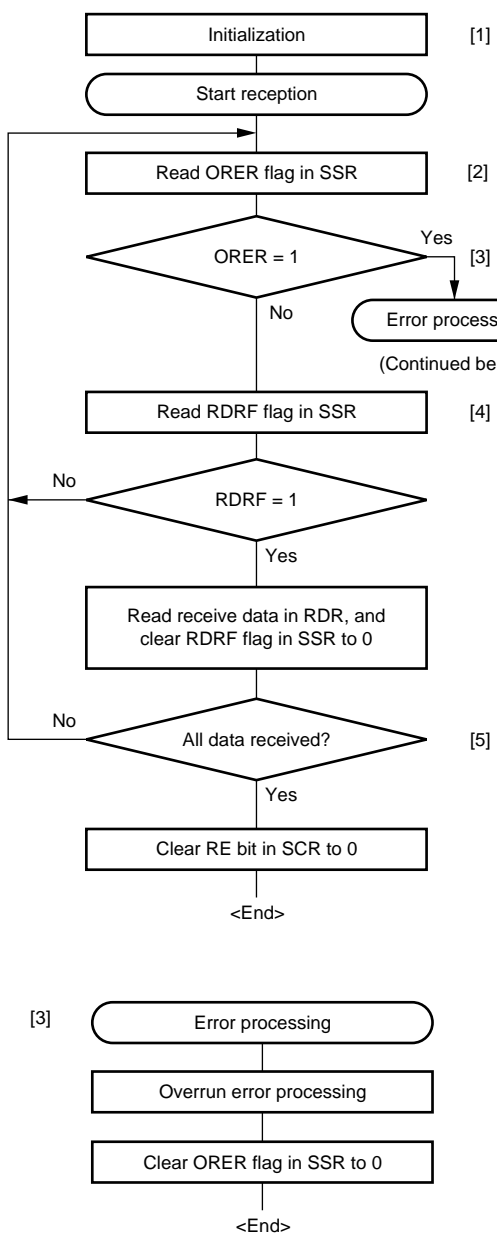 Initialization [1]
Start reception
Read ORER flag in SSR [2]
Yes
ORER = 1 [3]
No
Error process
(Continued be
Read RDRF flag in SSR [4]
No
RDRF = 1
Yes
Read receive data in RDR, and
clear RDRF flag in SSR to 0
No
All data received? [5]
Yes
Clear RE bit in SCR to 0
<End>
[3] Error processing
Overrun error processing
Clear ORER flag in SSR to 0
<End>